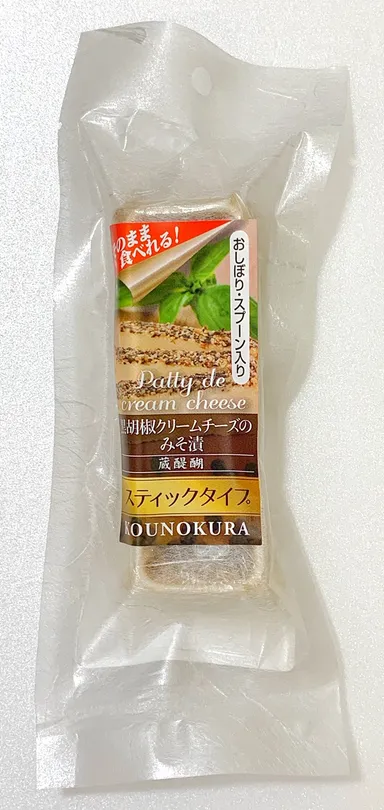 のまま
食べれる!
おしぼり・スプーン入り
Patty de
cream cheese
黒胡椒クリームチーズの
みそ漬
蔵醍醐
スティックタイプ
KOUNOKURA